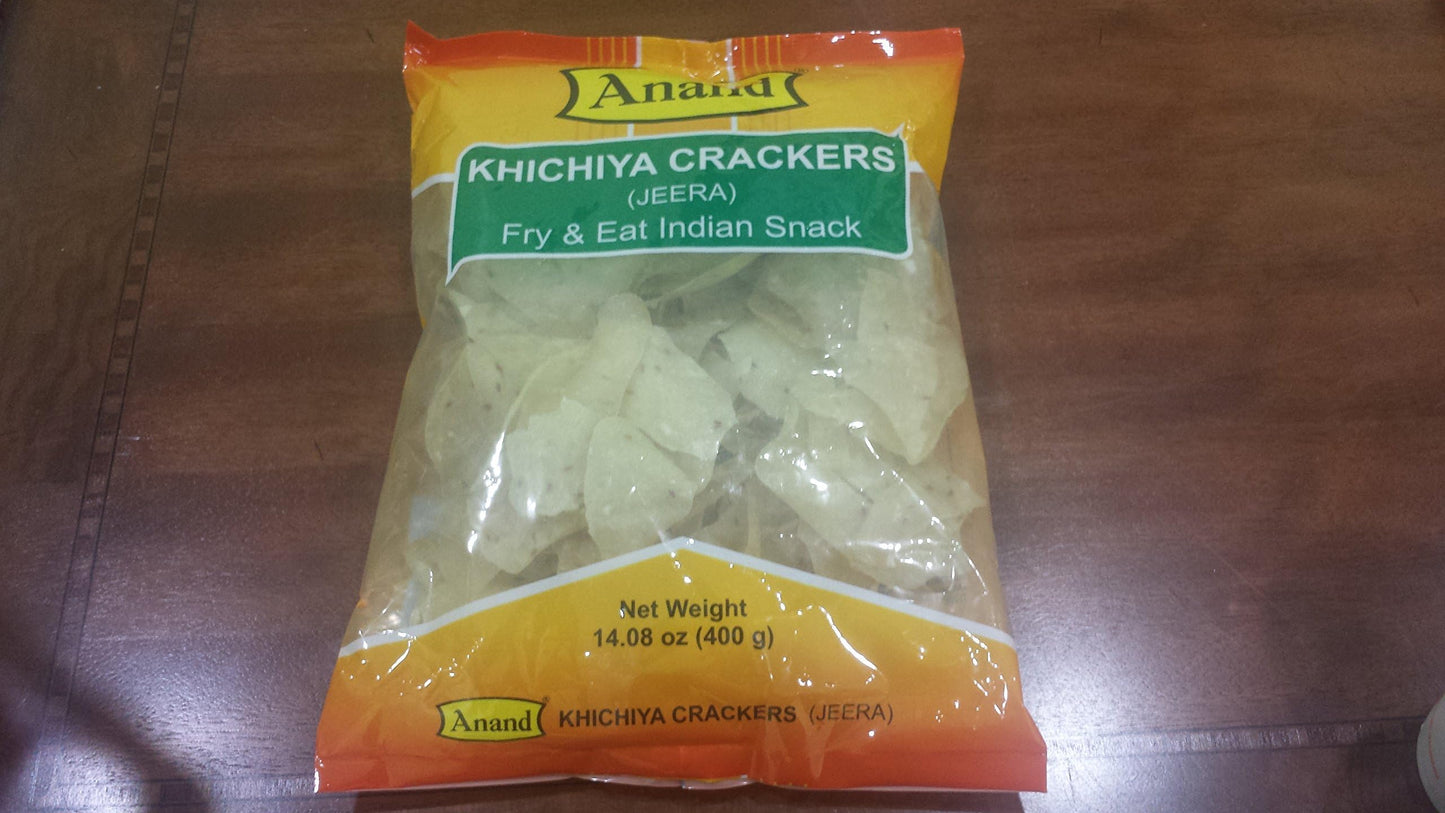 Anand
KHICHIYA CRACKERS
(JEERA)
Fry & Eat Indian Snack
Net Weight
14.08 oz (400 g)
Anand® KHICHIYA CRACKERS (JEERA)